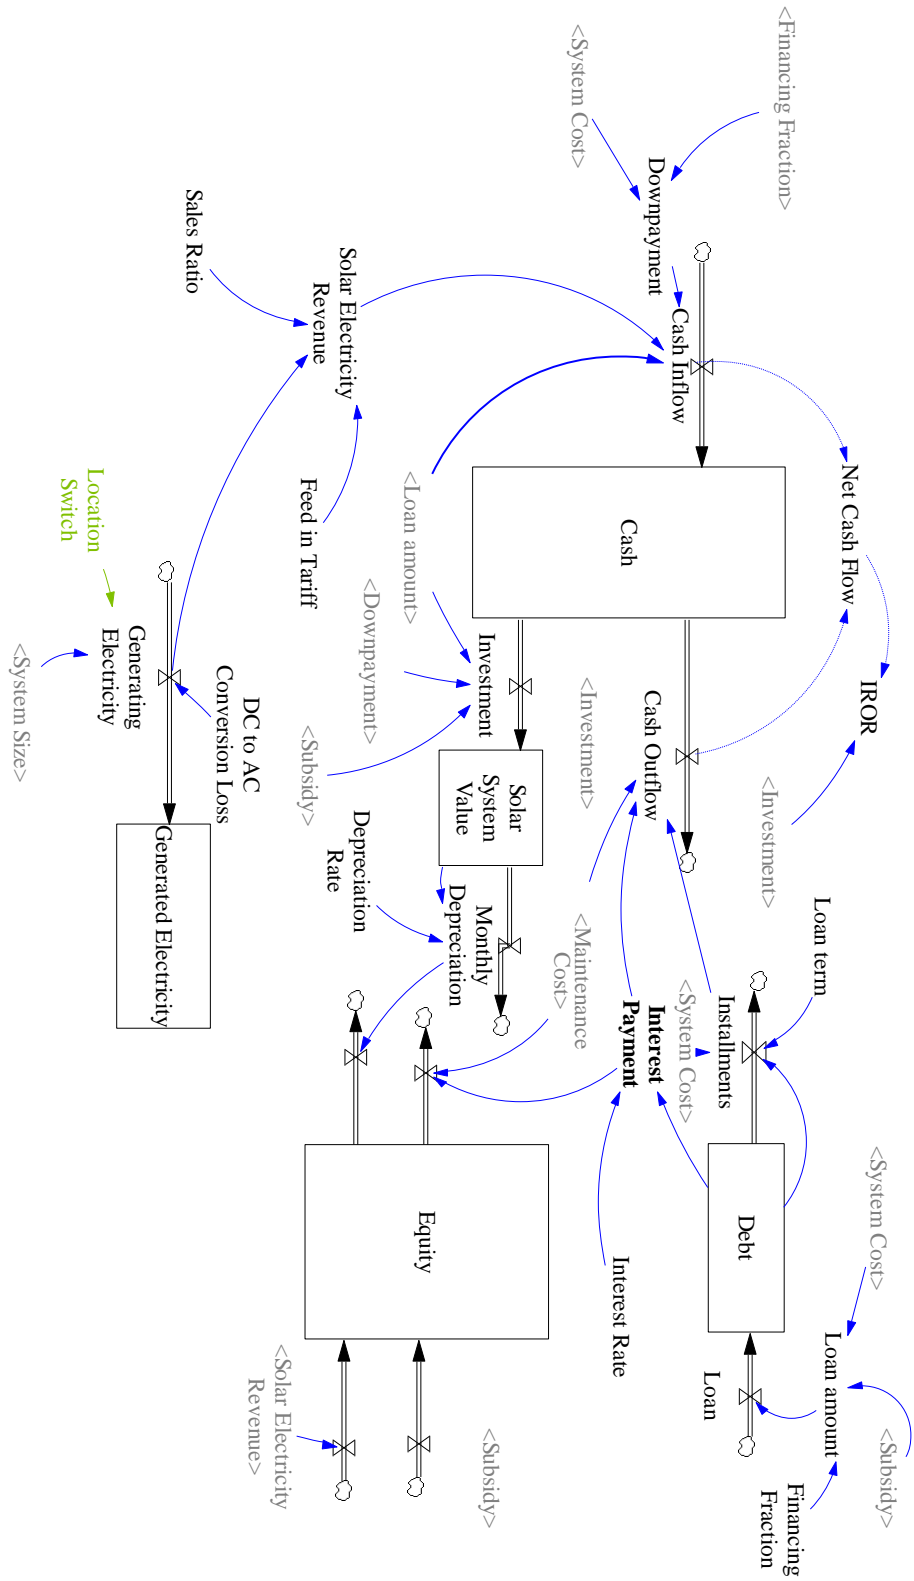 <Subsidy>
<System Cost>
IROR
Net Cash Flow
Loan amount
Loan term
Financing
Fraction
<Financing Fraction>
<Investment>
Debt
Installments
Loan
Cash Inflow
<System Cost>
Downpayment
Cash Outflow
Interest
Payment
Cash
Interest Rate
<Investment>
<System Cost>
<Maintenance
Cost>
Solar
System
Value
Investment
Monthly
Depreciation
<Subsidy>
Equity
<Loan amount>
<Downpayment>
Depreciation
Rate
Solar Electricity
Revenue
Feed in Tariff
<Subsidy>
<Solar Electricity
Revenue>
DC to AC
Conversion Loss
Sales Ratio
Generated Electricity
Generating
Electricity
Location
Switch
<System Size>